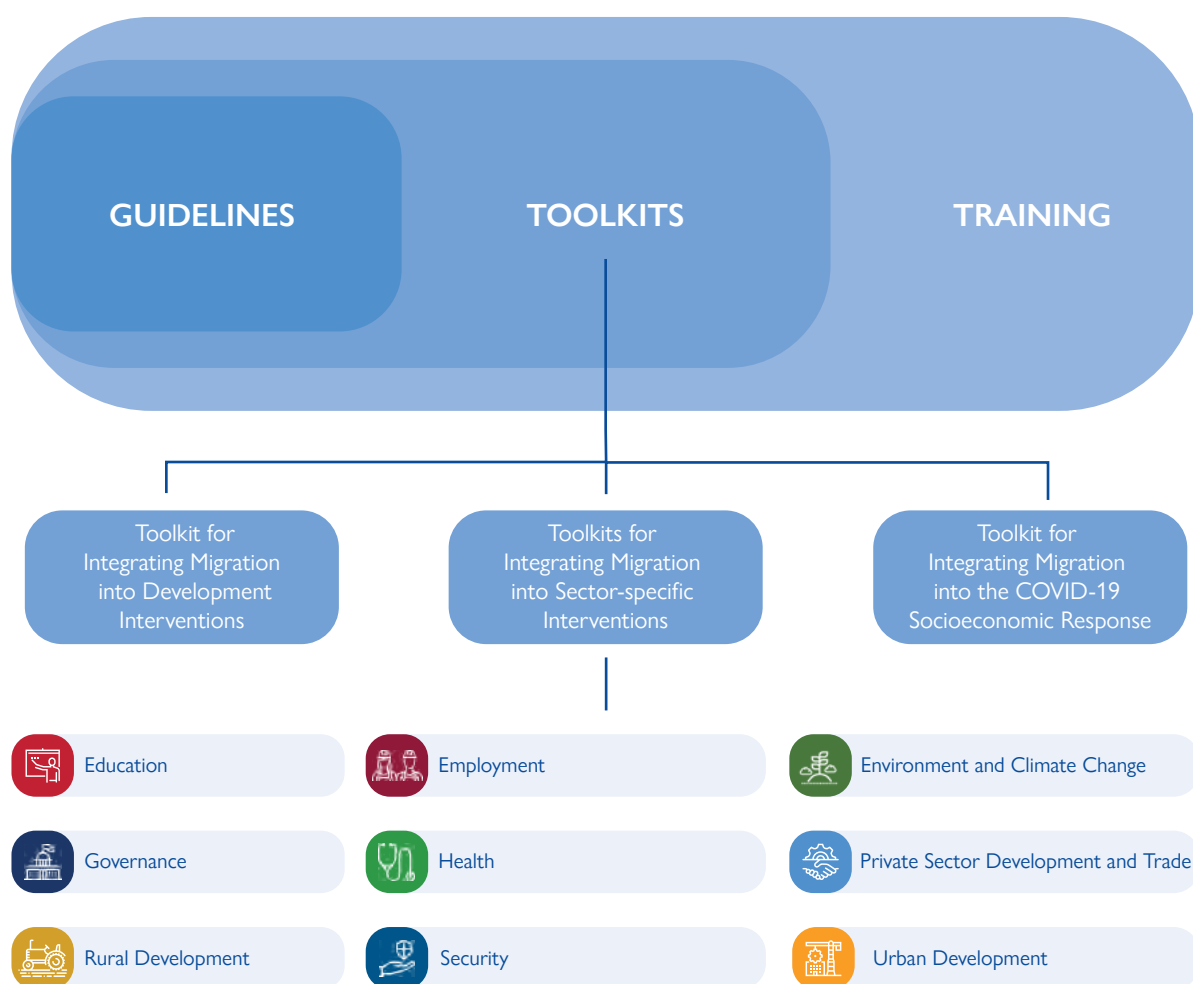 GUIDELINES
TOOLKITS
TRAINING
Toolkit for
Integrating Migration
into Development
Interventions
Toolkits for
Integrating Migration
into Sector-specific
Interventions
Toolkit for
Integrating Migration
into the COVID-19
Socioeconomic Response
Education
Employment
Environment and Climate Change
Governance
Health
Private Sector Development and Trade
Rural Development
Security
Urban Development